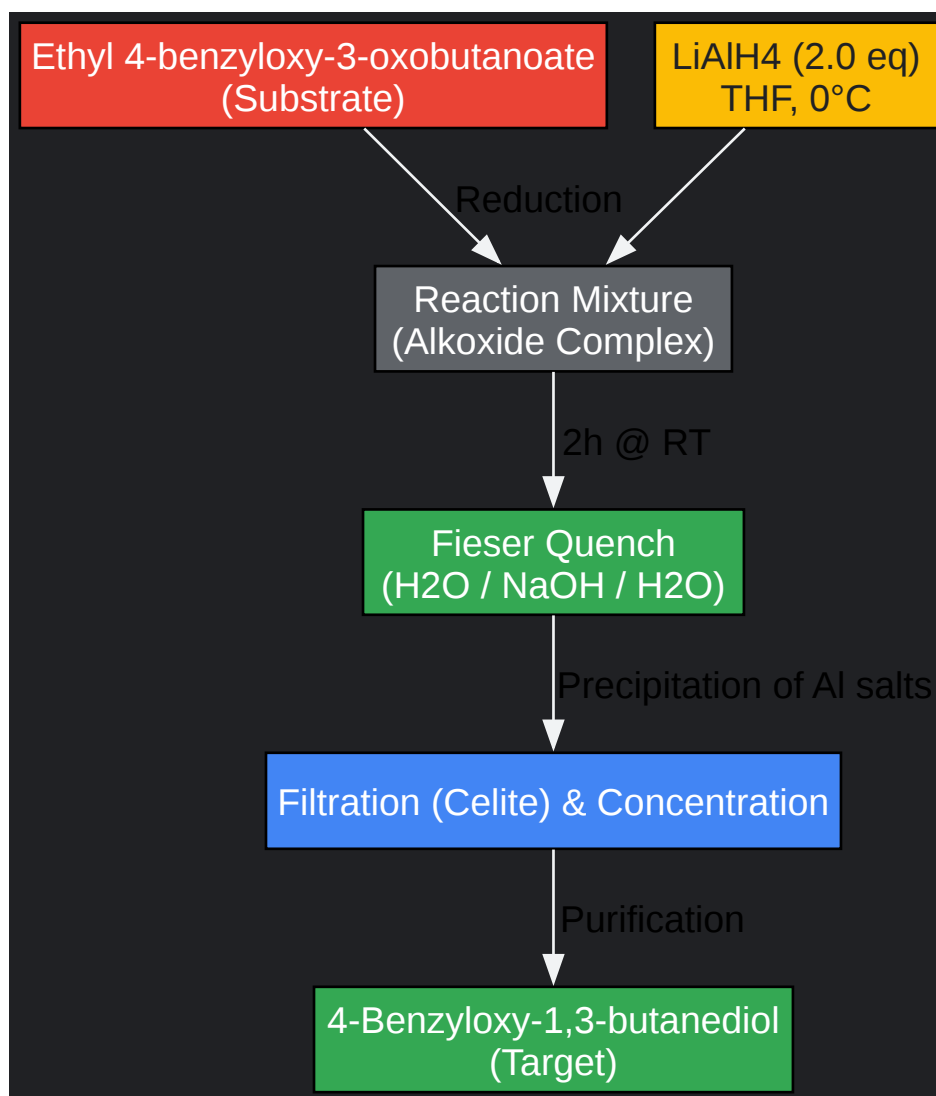 Ethyl 4-benzyloxy-3-oxobutanoate
(Substrate)
LiAlH4 (2.0 eq)
THF, 0°C
Reduction
Reaction Mixture
(Alkoxide Complex)
2h @ RT
Fieser Quench
(H2O / NaOH / H2O)
Precipitation of Al salts
Filtration (Celite) & Concentration
Purification
4-Benzyloxy-1,3-butanediol
(Target)